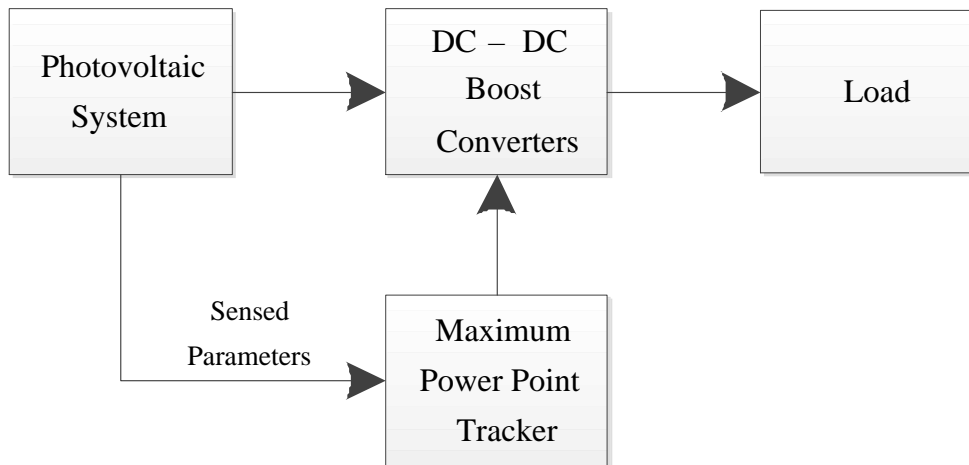 Photovoltaic
System
DC – DC
Boost
Converters
Load
Sensed
Parameters
Maximum
Power Point
Tracker